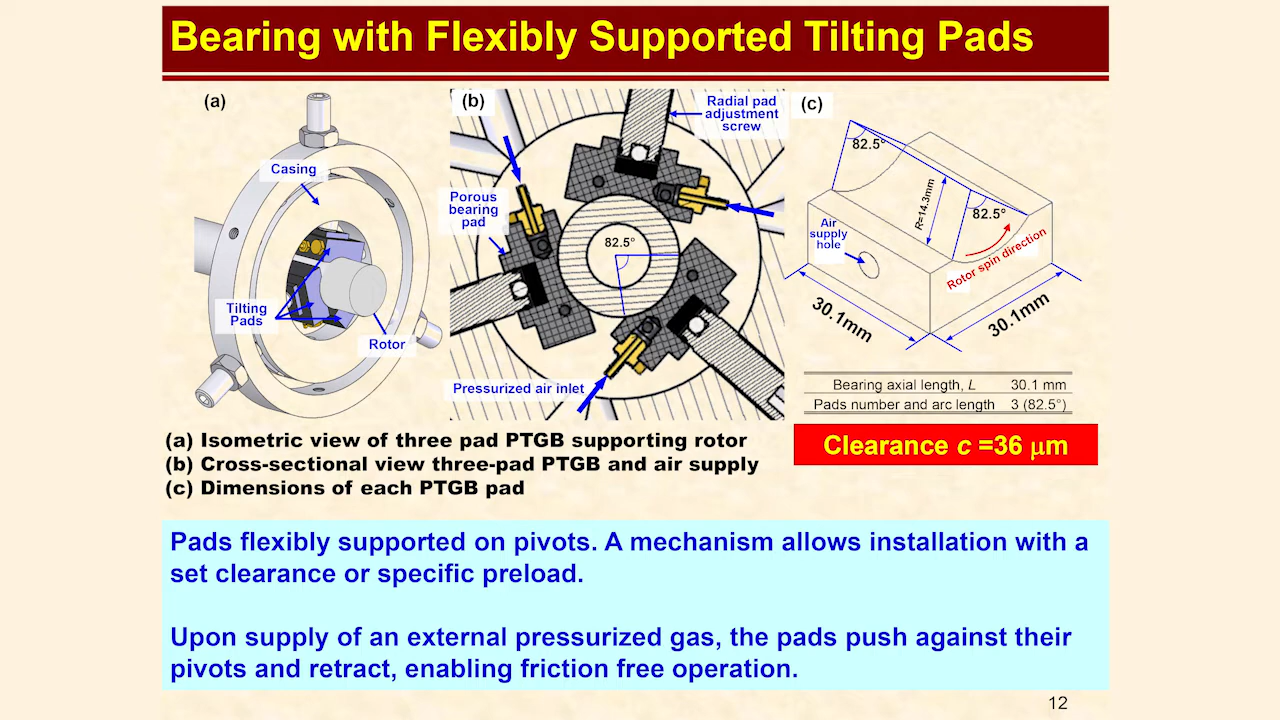 Bearing with Flexibly Supported Tilting Pads
(a)
Casing
Tilting
Pads
Rotor
(b)
Radial pad
adjustment
screw
Porous
bearing
pad
82.5°
Pressurized air inlet
(c)
82.5°
R=14.3mm
82.5°
Air
supply
hole
Rotor spin direction
30.1mm
30.1mm
Bearing axial length, L 30.1 mm
Pads number and arc length 3 (82.5°)
Clearance c =36 μm
(a) Isometric view of three pad PTGB supporting rotor
(b) Cross-sectional view three-pad PTGB and air supply
(c) Dimensions of each PTGB pad
Pads flexibly supported on pivots. A mechanism allows installation with a
set clearance or specific preload.
Upon supply of an external pressurized gas, the pads push against their
pivots and retract, enabling friction free operation.
12